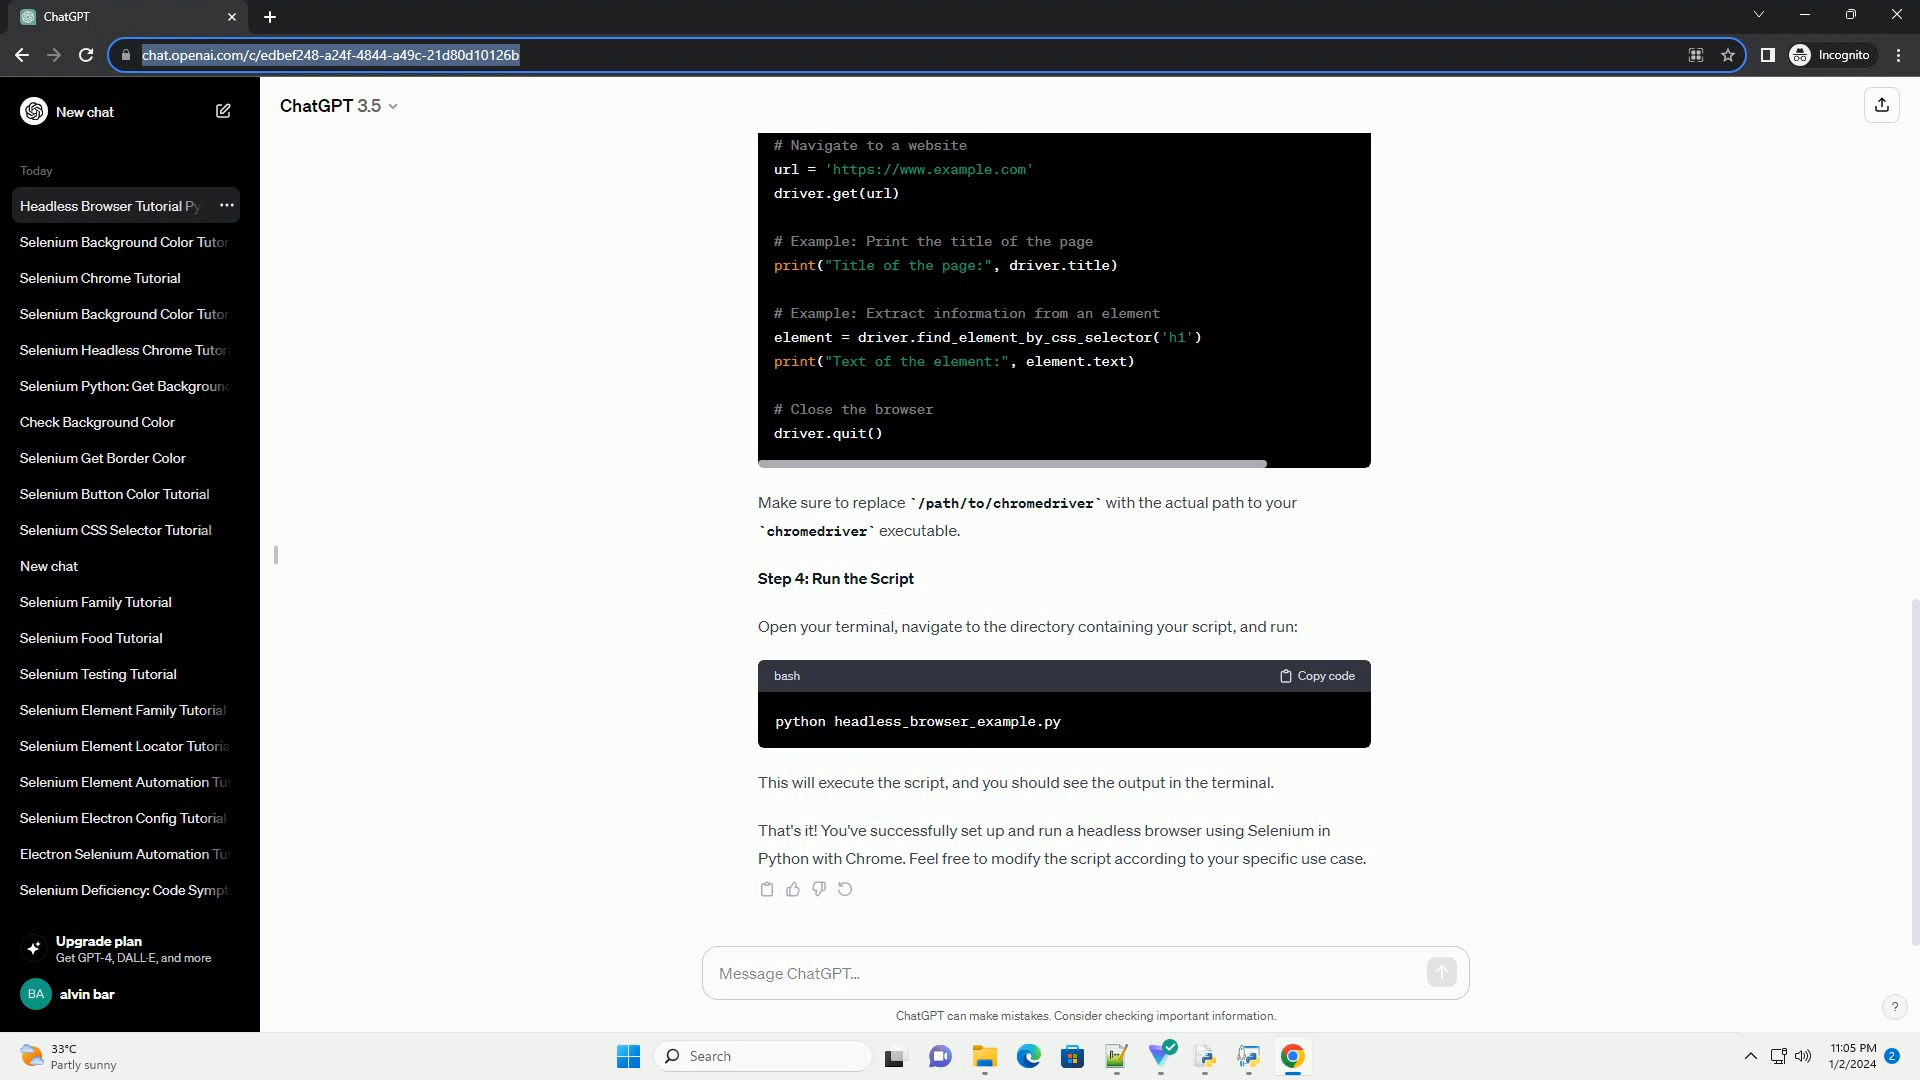 ChatGPT
chat.openai.com/c/edbef248-a24f-4844-a49c-21d80d10126b
Incognito
New chat
Today
Headless Browser Tutorial Py
Selenium Background Color Tutor
Selenium Chrome Tutorial
Selenium Background Color Tutor
Selenium Headless Chrome Tutor
Selenium Python: Get Background
Check Background Color
Selenium Get Border Color
Selenium Button Color Tutorial
Selenium CSS Selector Tutorial
New chat
Selenium Family Tutorial
Selenium Food Tutorial
Selenium Testing Tutorial
Selenium Element Family Tutorial
Selenium Element Locator Tutoria
Selenium Element Automation Tu
Selenium Electron Config Tutorial
Electron Selenium Automation Tu
Selenium Deficiency: Code Sympt
Upgrade plan
Get GPT-4, DALL·E, and more
BA alvin bar
ChatGPT 3.5
# Navigate to a website
url = 'https://www.example.com'
driver.get(url)
# Example: Print the title of the page
print("Title of the page:", driver.title)
# Example: Extract information from an element
element = driver.find_element_by_css_selector('h1')
print("Text of the element:", element.text)
# Close the browser
driver.quit()
Make sure to replace `/path/to/chromedriver` with the actual path to your
`chromedriver` executable.
Step 4: Run the Script
Open your terminal, navigate to the directory containing your script, and run:
bash Copy code
python headless_browser_example.py
This will execute the script, and you should see the output in the terminal.
That's it! You've successfully set up and run a headless browser using Selenium in
Python with Chrome. Feel free to modify the script according to your specific use case.
Message ChatGPT...
ChatGPT can make mistakes. Consider checking important information.
?
33°C
Partly sunny
Search
11:05 PM
1/2/2024
2